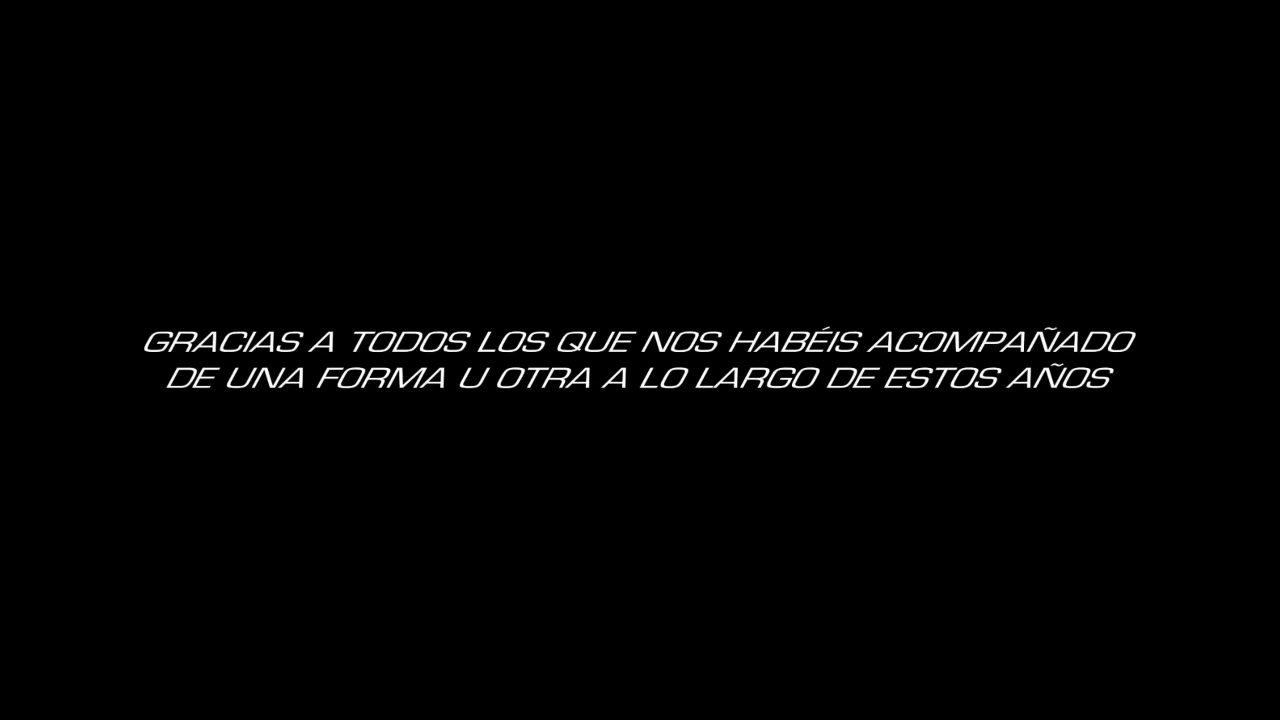 GRACIAS A TODOS LOS QUE NOS HABÉIS ACOMPAÑADO
DE UNA FORMA U OTRA A LO LARGO DE ESTOS AÑOS